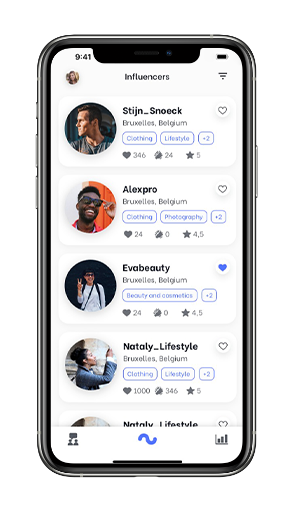 9:41
Influencers
Stijn_Snoeck
Bruxelles, Belgium
Clothing Lifestyle +2
346 24 5
Alexpro
Bruxelles, Belgium
Clothing Photography +2
24 0 4,5
Evabeauty
Bruxelles, Belgium
Beauty and cosmetics +2
24 0 4,5
Nataly_Lifestyle
Bruxelles, Belgium
Clothing Lifestyle +2
1000 346 5
Nataly_Lifestyle